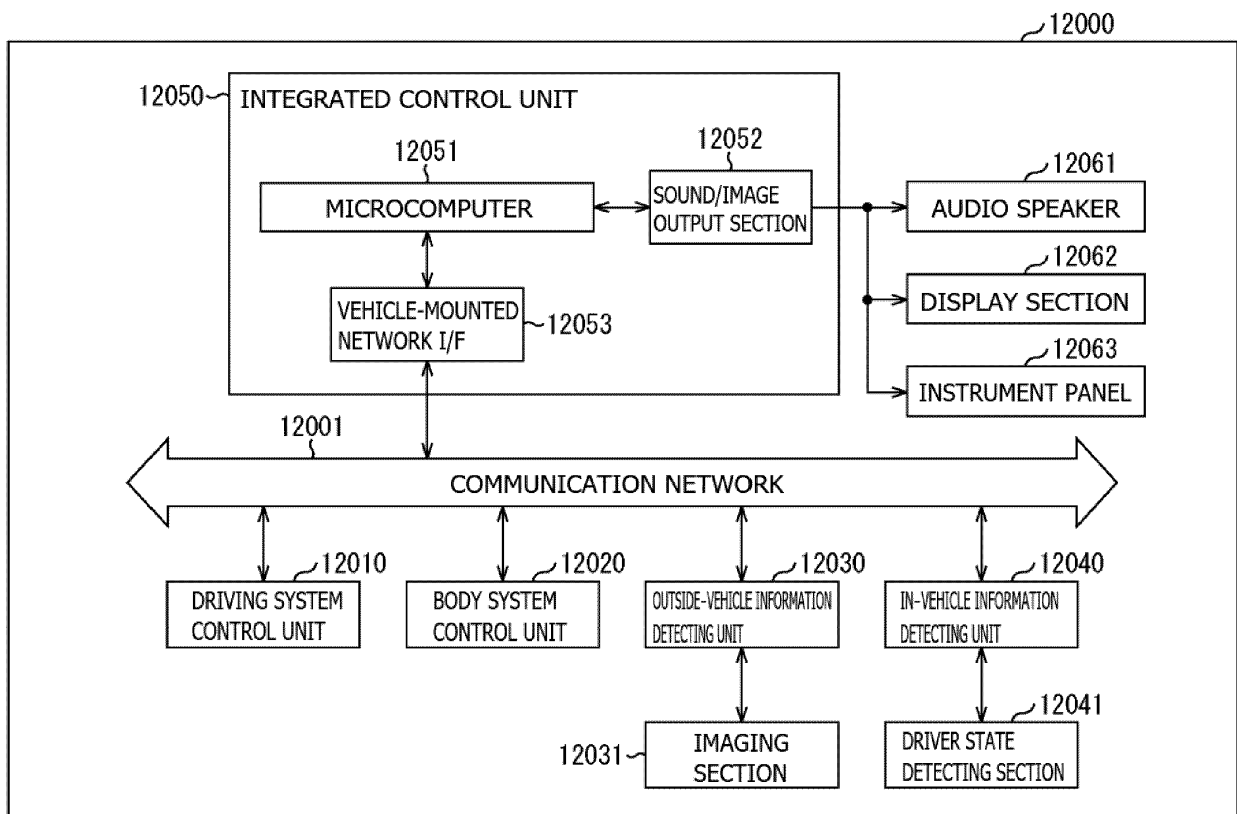 12000
12050
INTEGRATED CONTROL UNIT
12051
MICROCOMPUTER
12052
SOUND/IMAGE
OUTPUT SECTION
12061
AUDIO SPEAKER
12062
DISPLAY SECTION
VEHICLE-MOUNTED
NETWORK I/F
12053
12063
INSTRUMENT PANEL
12001
COMMUNICATION NETWORK
12010
DRIVING SYSTEM
CONTROL UNIT
12020
BODY SYSTEM
CONTROL UNIT
12030
OUTSIDE-VEHICLE INFORMATION
DETECTING UNIT
12040
IN-VEHICLE INFORMATION
DETECTING UNIT
12031
IMAGING
SECTION
12041
DRIVER STATE
DETECTING SECTION